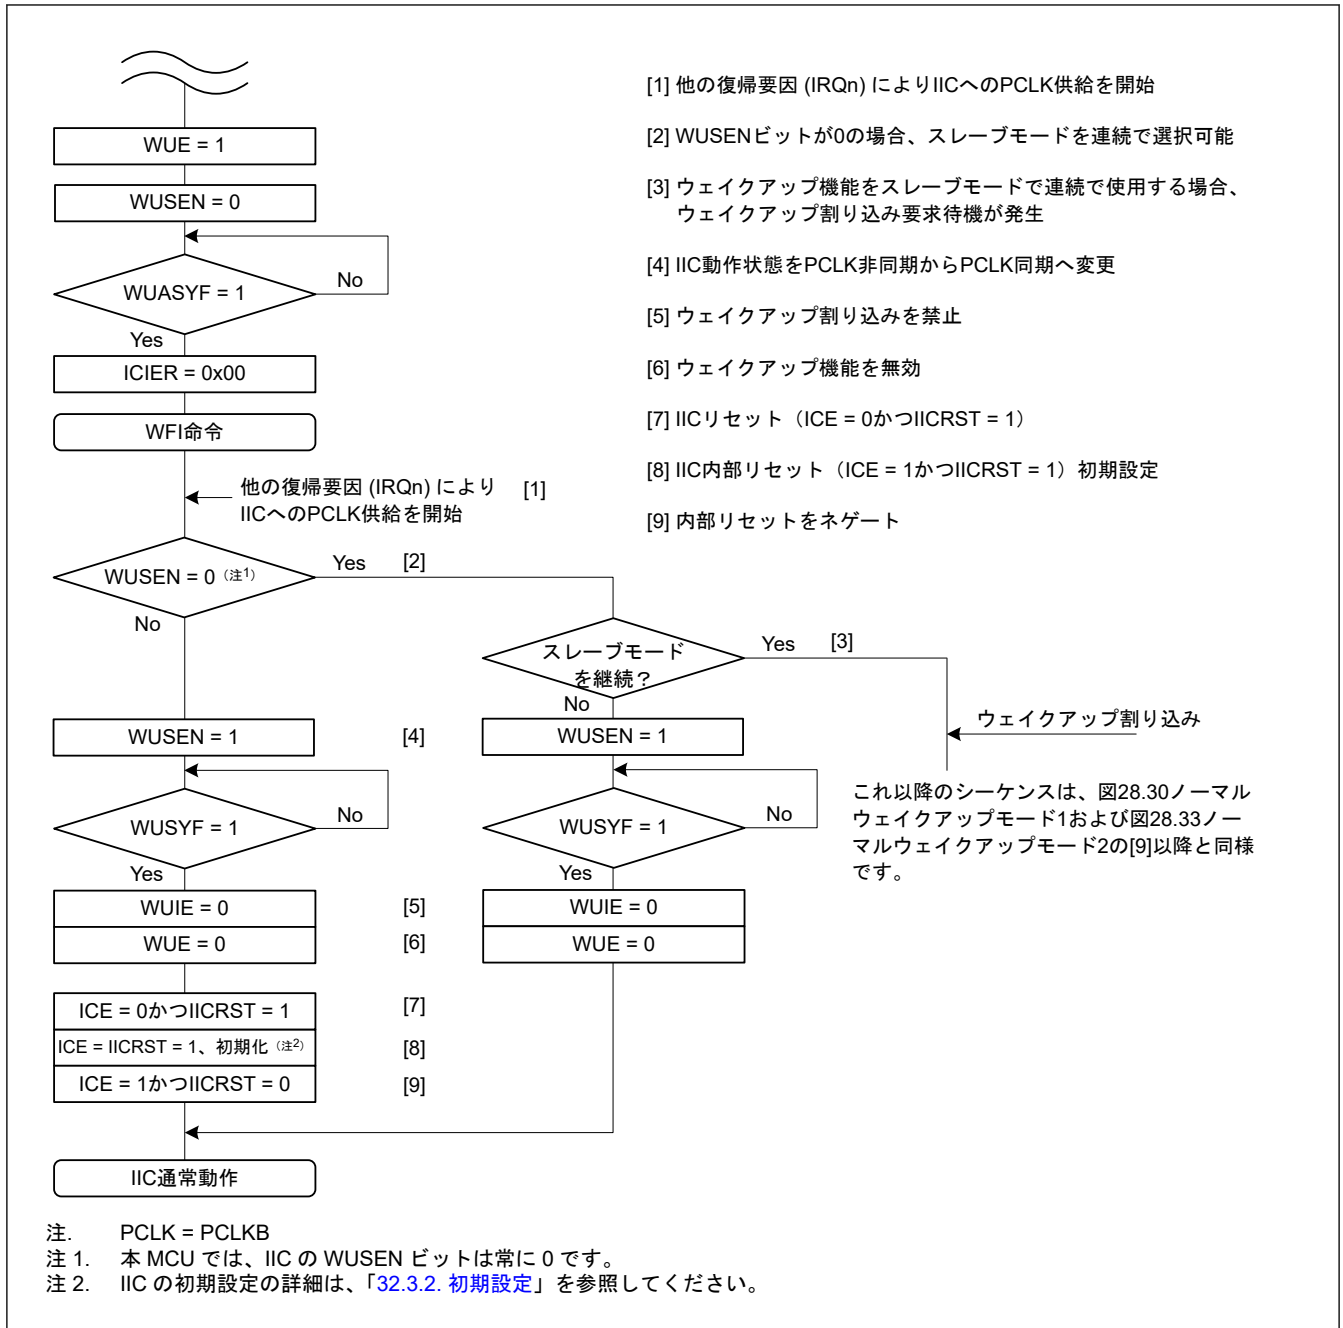 WUE = 1
WUSEN = 0
WUASYF = 1
No
Yes
ICIER = 0x00
WFI命令
他の復帰要因 (IRQn) により [1]
IICへのPCLK供給を開始
WUSEN = 0（注1）
Yes [2]
No
スレーブモード
を継続？
Yes [3]
No
ウェイクアップ割り込み
これ以降のシーケンスは、図28.30ノーマル
ウェイクアップモード1および図28.33ノー
マルウェイクアップモード2の[9]以降と同様
です。
WUSEN = 1 [4] WUSEN = 1
WUSYF = 1 No WUSYF = 1 No
Yes Yes
WUIE = 0 [5] WUIE = 0
WUE = 0 [6] WUE = 0
ICE = 0かつIICRST = 1 [7]
ICE = IICRST = 1、初期化（注2） [8]
ICE = 1かつIICRST = 0 [9]
IIC通常動作
[1] 他の復帰要因 (IRQn) によりIICへのPCLK供給を開始
[2] WUSENビットが0の場合、スレーブモードを連続で選択可能
[3] ウェイクアップ機能をスレーブモードで連続で使用する場合、
ウェイクアップ割り込み要求待機が発生
[4] IIC動作状態をPCLK非同期からPCLK同期へ変更
[5] ウェイクアップ割り込みを禁止
[6] ウェイクアップ機能を無効
[7] IICリセット（ICE = 0かつIICRST = 1）
[8] IIC内部リセット（ICE = 1かつIICRST = 1）初期設定
[9] 内部リセットをネゲート
注. PCLK = PCLKB
注 1. 本 MCU では、IIC の WUSEN ビットは常に 0 です。
注 2. IIC の初期設定の詳細は、「32.3.2. 初期設定」を参照してください。